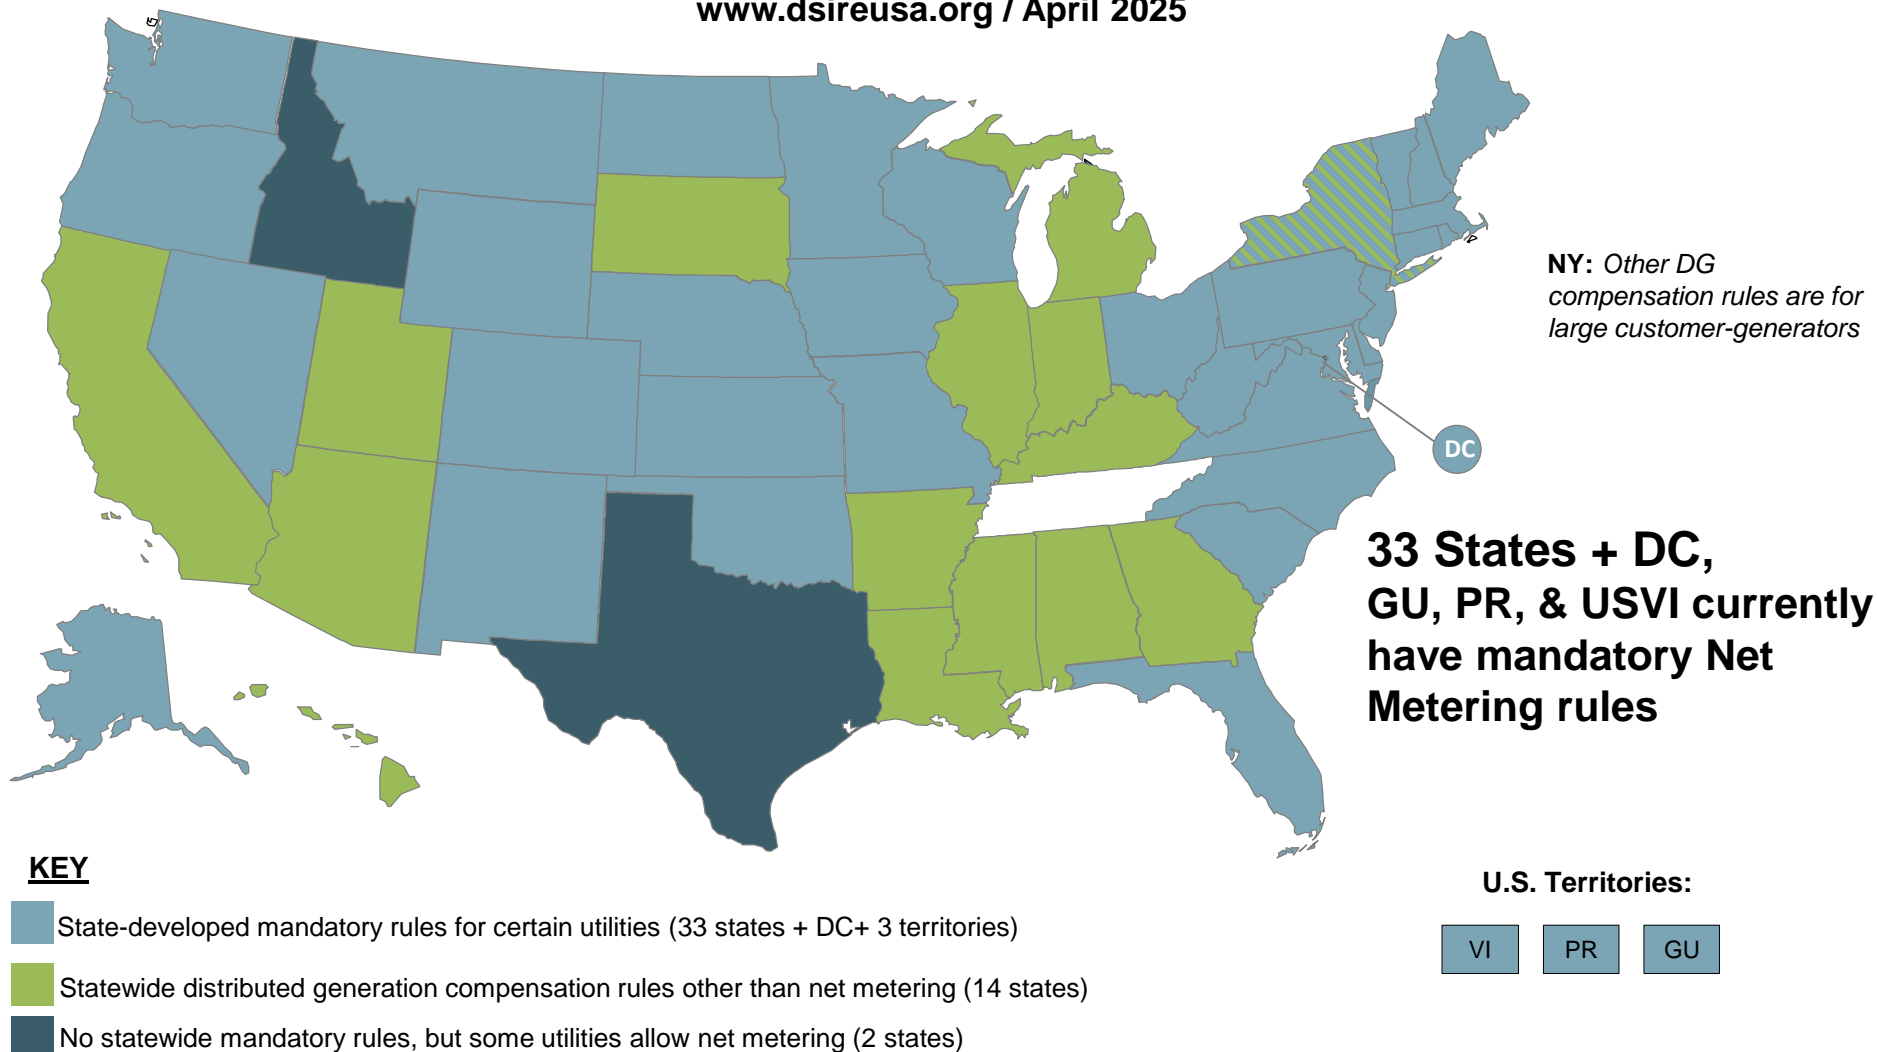 www.dsireusa.org / April 2025
NY: Other DG
compensation rules are for
large customer-generators
DC
33 States + DC,
GU, PR, & USVI currently
have mandatory Net
Metering rules
KEY
State-developed mandatory rules for certain utilities (33 states + DC+ 3 territories)
Statewide distributed generation compensation rules other than net metering (14 states)
No statewide mandatory rules, but some utilities allow net metering (2 states)
U.S. Territories:
VI
PR
GU